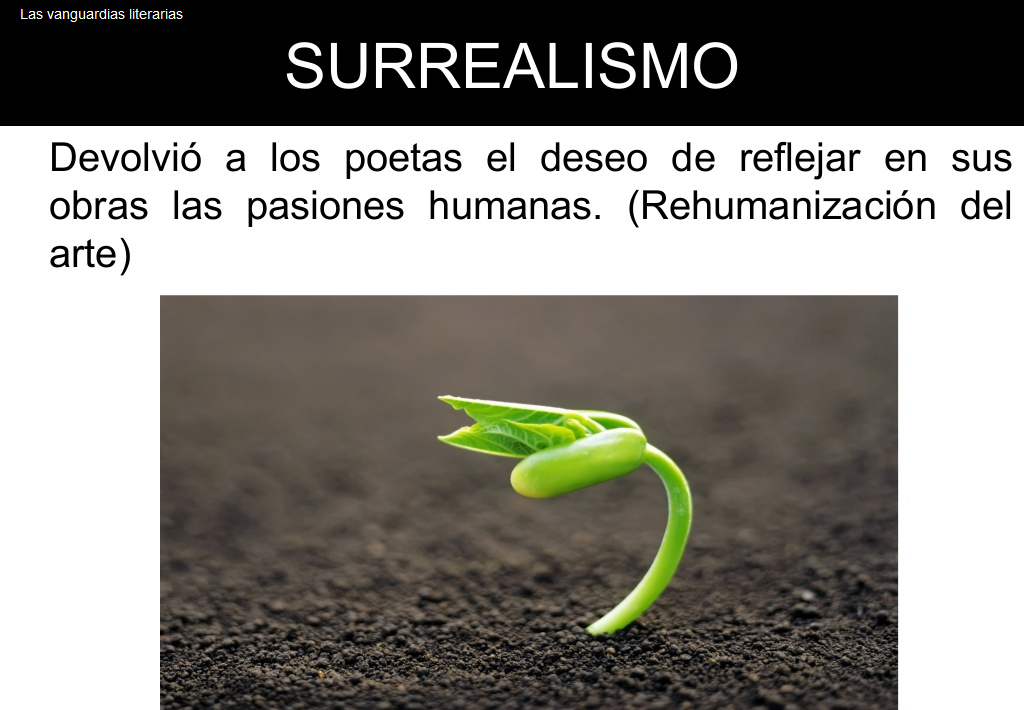 Las vanguardias literarias
SURREALISMO
Devolvió a los poetas el deseo de reflejar en sus
obras las pasiones humanas. (Rehumanización del
arte)